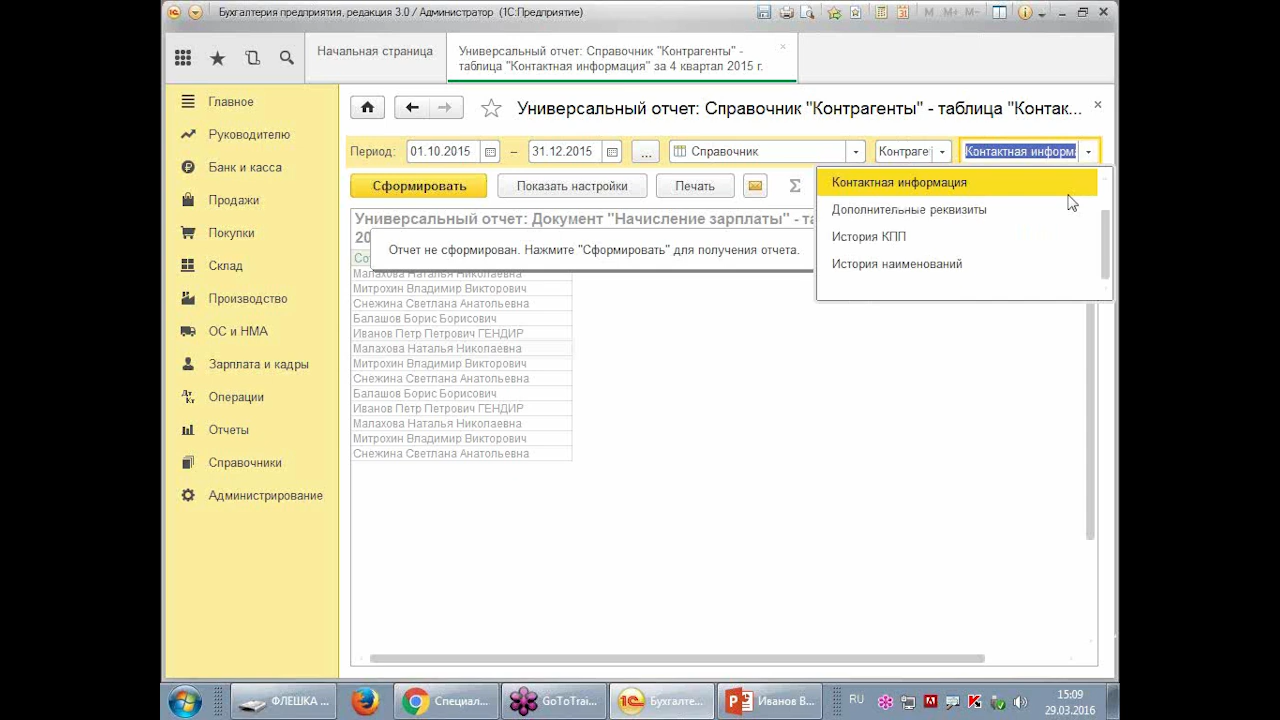 Бухгалтерия предприятия, редакция 3.0 / Администратор (1С:Предприятие)
M M+ M-
Начальная страница
Универсальный отчет: Справочник "Контрагенты" -
таблица "Контактная информация" за 4 квартал 2015 г.
Главное
Руководителю
Банк и касса
Продажи
Покупки
Склад
Производство
ОС и НМА
Зарплата и кадры
Операции
Отчеты
Справочники
Администрирование
Универсальный отчет: Справочник "Контрагенты" - таблица "Контак...
Период: 01.10.2015 – 31.12.2015 ... Справочник Контраге Контактная информа
Сформировать Показать настройки Печать Σ
Контактная информация
Дополнительные реквизиты
История КПП
История наименований
Универсальный отчет: Документ "Начисление зарплаты" - та
20
Отчет не сформирован. Нажмите "Сформировать" для получения отчета.
Со
Малахова Наталья Николаевна
Митрохин Владимир Викторович
Снежина Светлана Анатольевна
Балашов Борис Борисович
Иванов Петр Петрович ГЕНДИР
Малахова Наталья Николаевна
Митрохин Владимир Викторович
Снежина Светлана Анатольевна
Балашов Борис Борисович
Иванов Петр Петрович ГЕНДИР
Малахова Наталья Николаевна
Митрохин Владимир Викторович
Снежина Светлана Анатольевна
ФЛЕШКА ... Специал... GoToTrai... Бухгалте... Иванов В... RU 15:09
29.03.2016